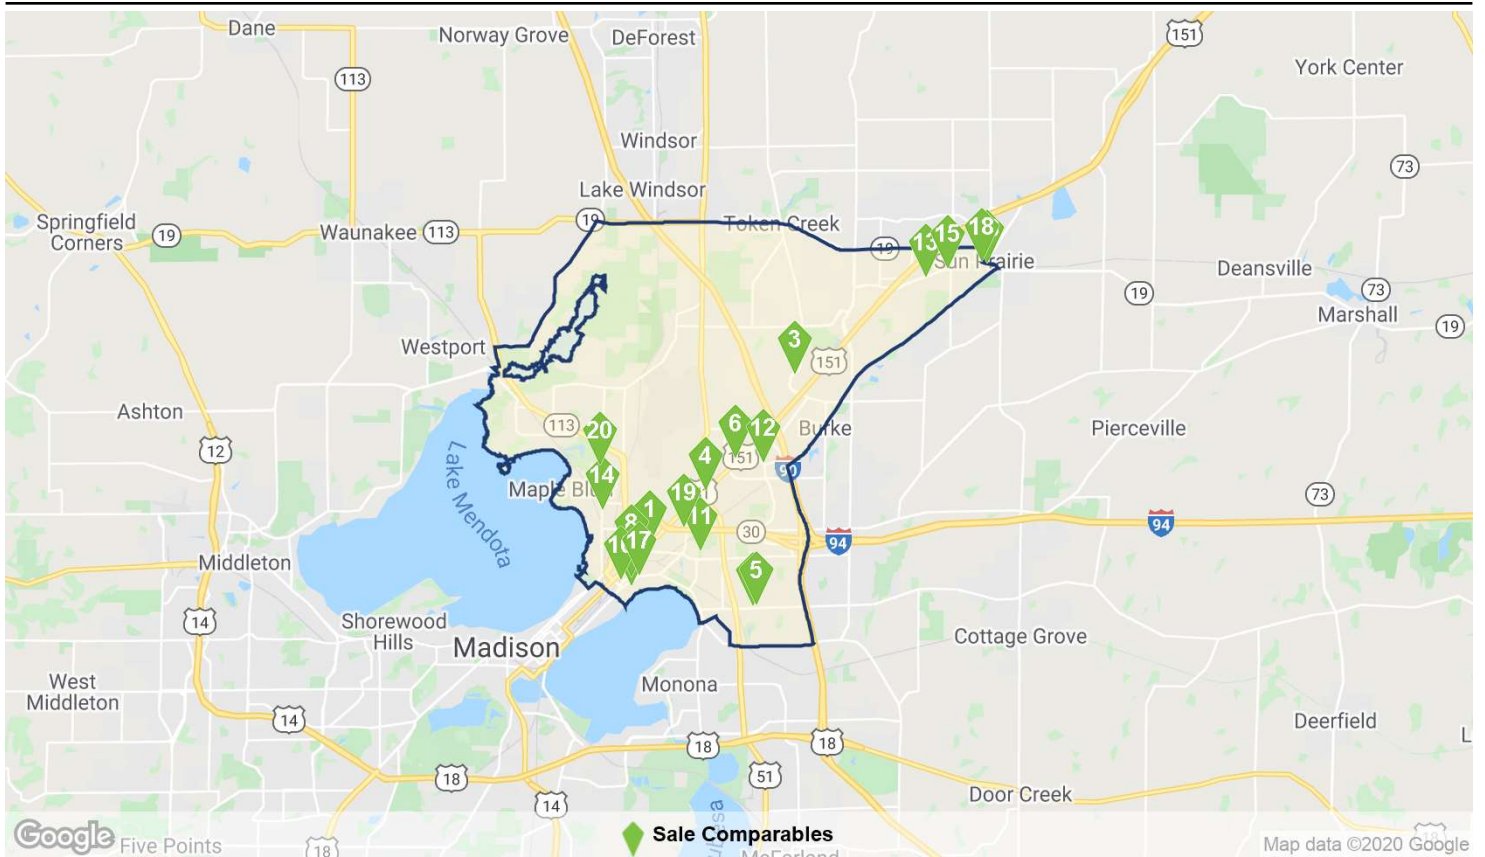 Dane
Norway Grove
DeForest
151
York Center
113
Windsor
73
Lake Windsor
Springfield
Corners
19
Waunakee
113
19
Token Creek
19
13
15
18
Sun Prairie
Deansville
73
19
Marshall
19
Westport
3
151
Ashton
113
20
6
12
Burke
Pierceville
12
4
151
90
Lake Mendota
14
Maple Bluff
19
73
1
11
8
30
94
94
Middleton
10
17
5
14
Shorewood
Hills
Madison
Cottage Grove
West
Middleton
Monona
14
Deerfield
18
18
L
18
51
14
Door Creek
Google
Five Points
18
Sale Comparables
McFarland
18
Map data ©2020 Google